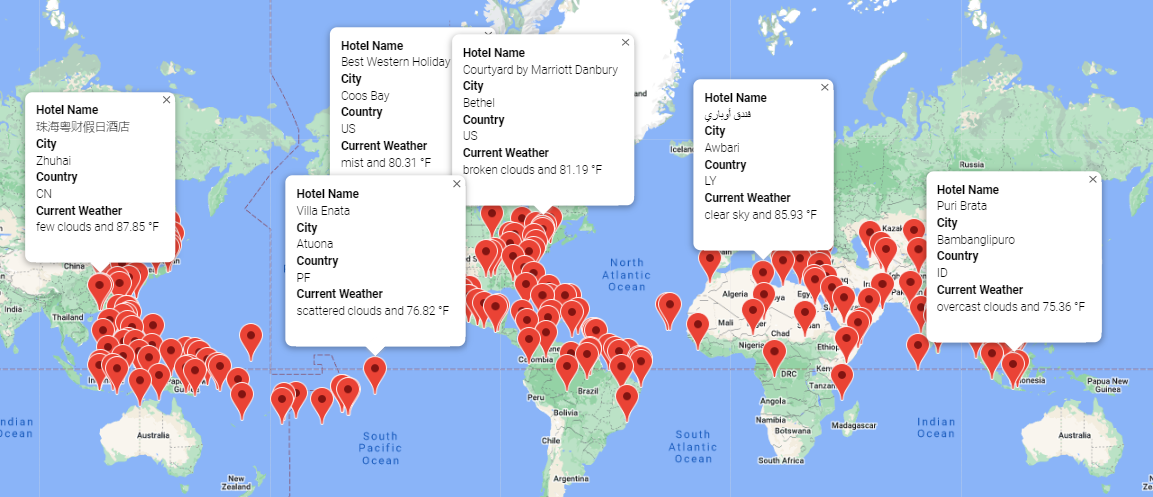 Hotel Name
珠海粤财假日酒店
City
Zhuhai
Country
CN
Current Weather
few clouds and 87.85 °F
Hotel Name
Best Western Holiday
City
Coos Bay
Country
US
Current Weather
mist and 80.31 °F
Hotel Name
Courtyard by Marriott Danbury
City
Bethel
Country
US
Current Weather
broken clouds and 81.19 °F
Hotel Name
Villa Enata
City
Atuona
Country
PF
Current Weather
scattered clouds and 76.82 °F
Hotel Name
فندق أوباري
City
Awbari
Country
LY
Current Weather
clear sky and 85.93 °F
Hotel Name
Puri Brata
City
Bambanglipuro
Country
ID
Current Weather
overcast clouds and 75.36 °F
Russia
China
India
Thailand
Australia
New
Zealand
North
Atlantic
Ocean
South
Pacific
Ocean
Colombia
Peru
Brazil
Bolivia
Chile
Argentina
South
Atlantic
Ocean
Algeria
Mali
Chad
Nigeria
DRC
Angola
Namibia
Botswana
South Africa
Madagascar
Indian
Ocean
Papua New
Guinea
Australia